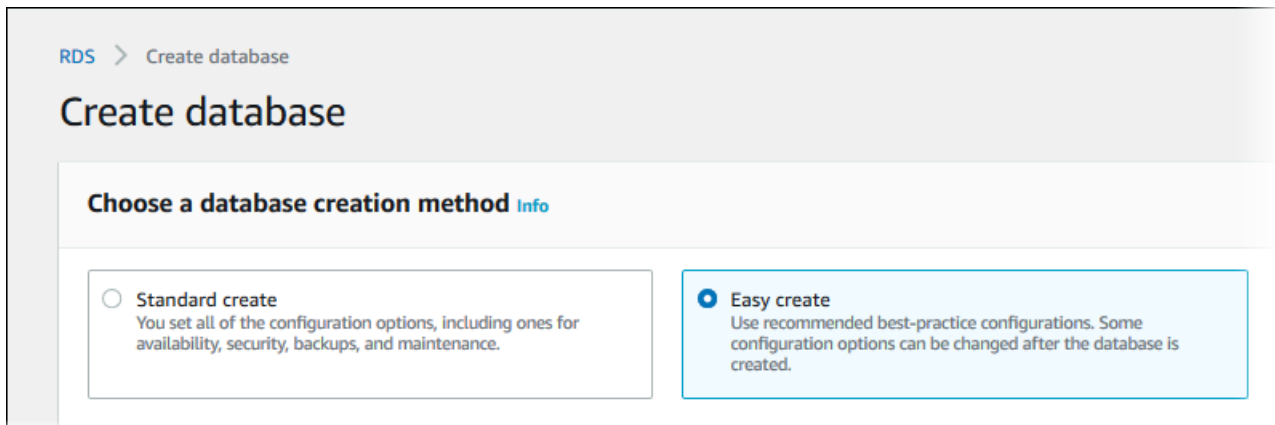 RDS > Create database
Create database
Choose a database creation method Info
Standard create
You set all of the configuration options, including ones for
availability, security, backups, and maintenance.
Easy create
Use recommended best-practice configurations. Some
configuration options can be changed after the database is
created.